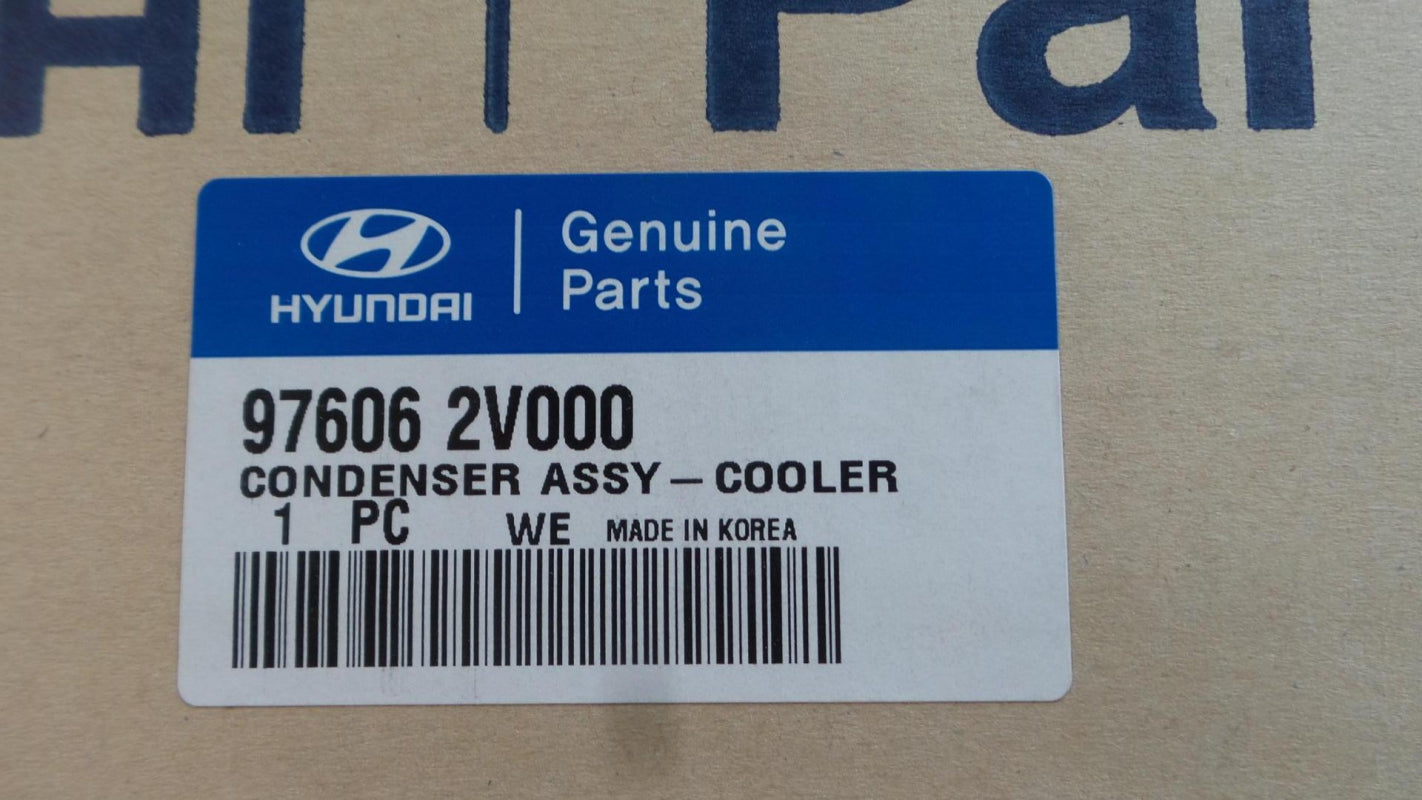 Genuine
Parts
HYUNDAI
97606 2V000
CONDENSER ASSY – COOLER
1 PC WE MADE IN KOREA